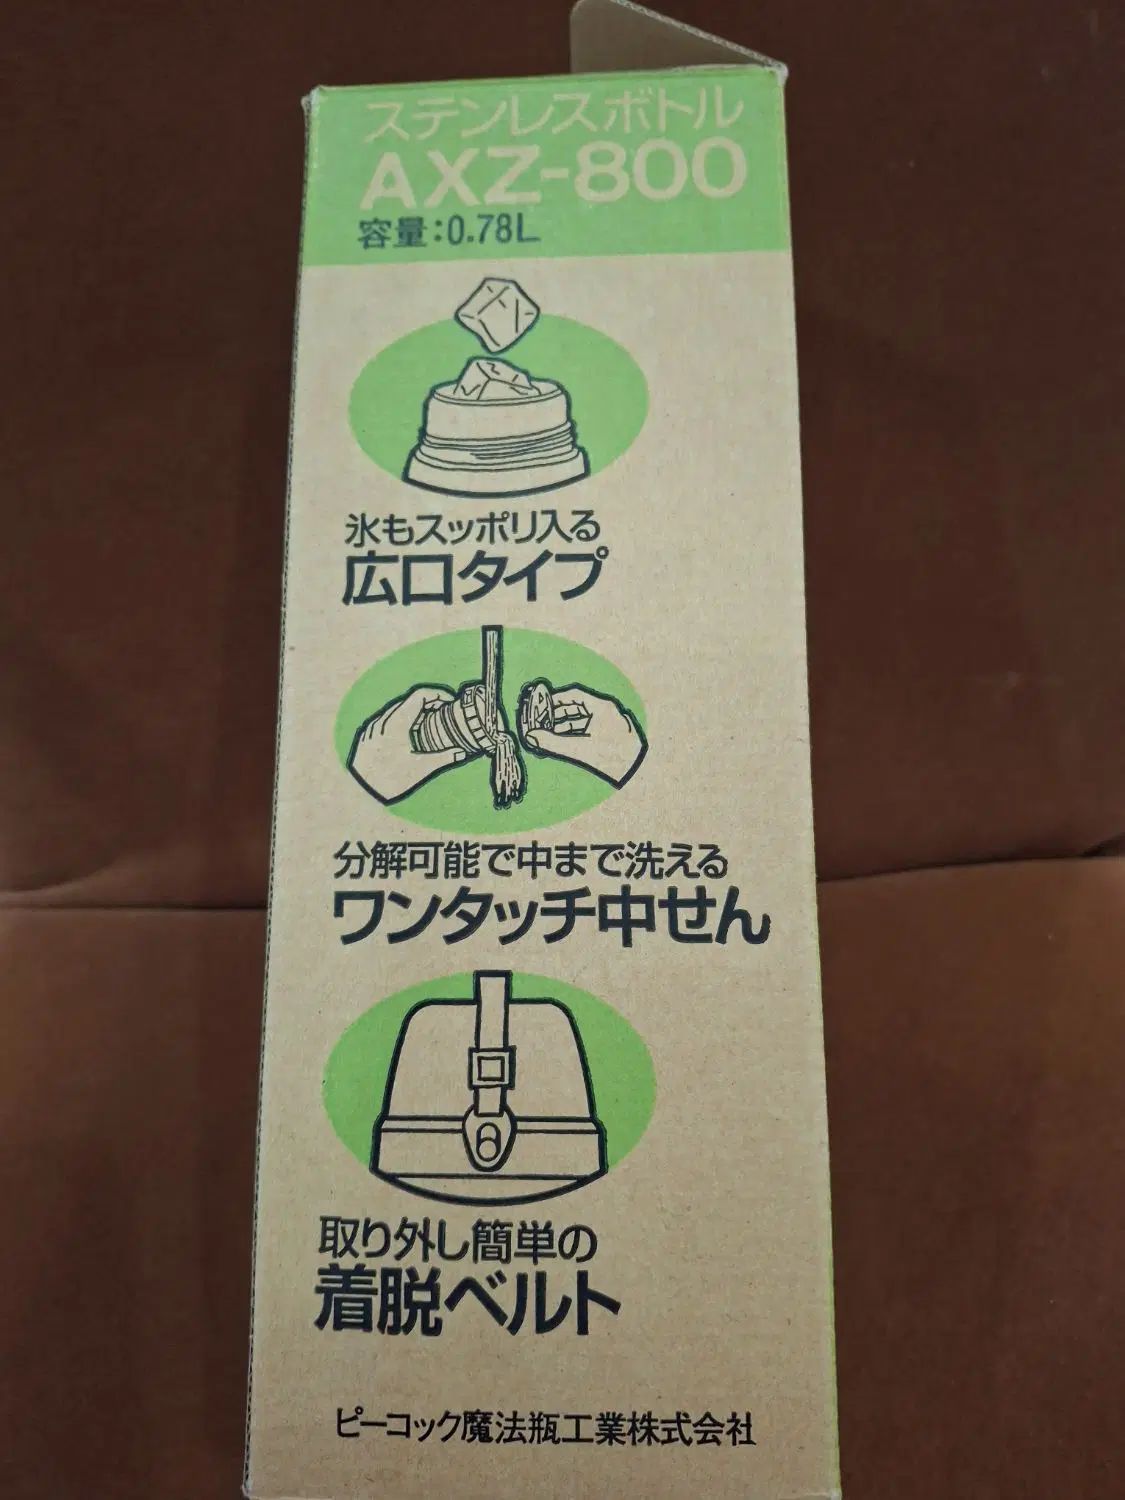 ステンレスボトル
AXZ-800
容量:0.78L
氷もスッポリ入る
広口タイプ
分解可能で中まで洗える
ワンタッチ中せん
取り外し簡単の
着脱ベルト
ピーコック魔法瓶工業株式会社